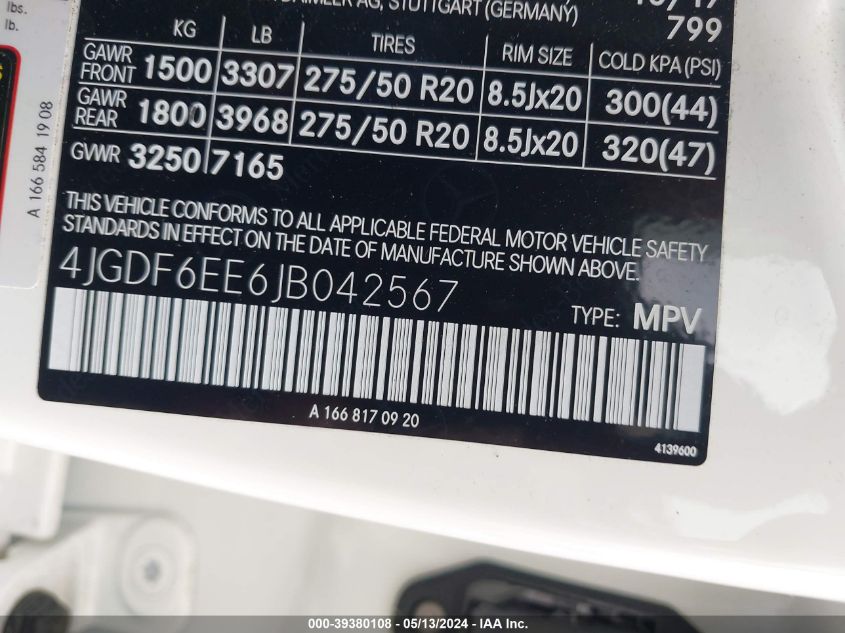 lbs.
lb.
DAIMLER AG, STUTTGART (GERMANY)
799
KG LB TIRES RIM SIZE COLD KPA (PSI)
GAWR FRONT 1500 3307 275/50 R20 8.5Jx20 300(44)
GAWR REAR 1800 3968 275/50 R20 8.5Jx20 320(47)
GVWR 3250 7165
THIS VEHICLE CONFORMS TO ALL APPLICABLE FEDERAL MOTOR VEHICLE SAFETY
STANDARDS IN EFFECT ON THE DATE OF MANUFACTURE SHOWN ABOVE.
4JGDF6EE6JB042567
TYPE: MPV
A 166 817 09 20
4139600
A 166 584 19 08
000-39380108 - 05/13/2024 - IAA Inc.